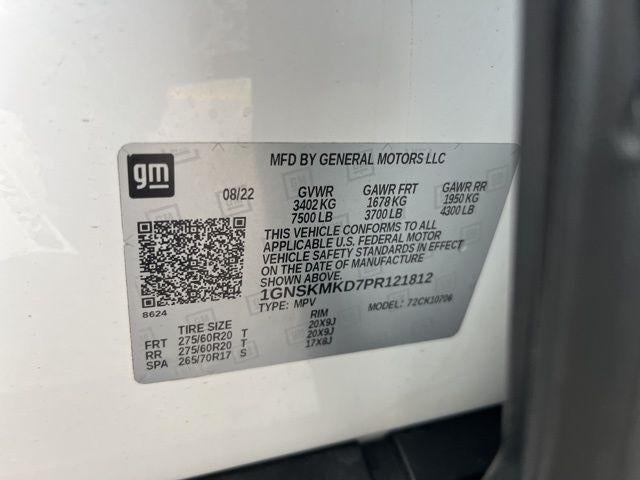 gm
MFD BY GENERAL MOTORS LLC
08/22 GVWR GAWR FRT GAWR RR
3402 KG 1678 KG 1950 KG
7500 LB 3700 LB 4300 LB
THIS VEHICLE CONFORMS TO ALL
APPLICABLE U.S. FEDERAL MOTOR
VEHICLE SAFETY STANDARDS IN EFFECT
ON THE DATE OF MANUFACTURE
SHOWN ABOVE.
1GNSKMKD7PR121812
TYPE: MPV MODEL: 72CK10706
8624
TIRE SIZE RIM
FRT 275/60R20 T 20X9J
RR 275/60R20 T 20X9J
SPA 265/70R17 S 17X8J